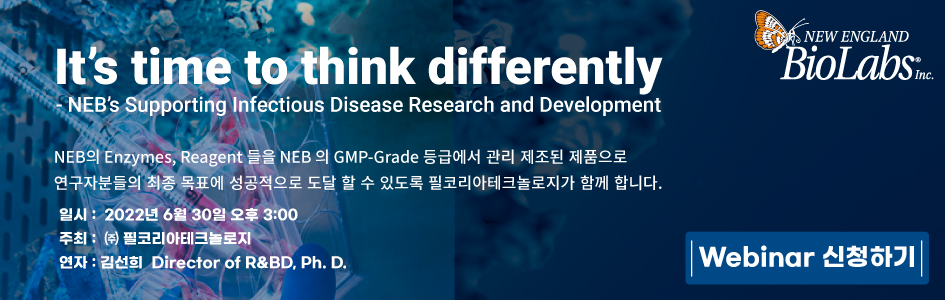 It's time to think differently
- NEB's Supporting Infectious Disease Research and Development
NEB의 Enzymes, Reagent 들을 NEB 의 GMP-Grade 등급에서 관리 제조된 제품으로
연구자분들의 최종 목표에 성공적으로 도달 할 수 있도록 필코리아테크놀로지가 함께 합니다.
일시 : 2022년 6월 30일 오후 3:00
주최 : ㈜ 필코리아테크놀로지
연자 : 김선희 Director of R&BD, Ph. D.
NEW ENGLAND
BioLabs® Inc.
Webinar 신청하기